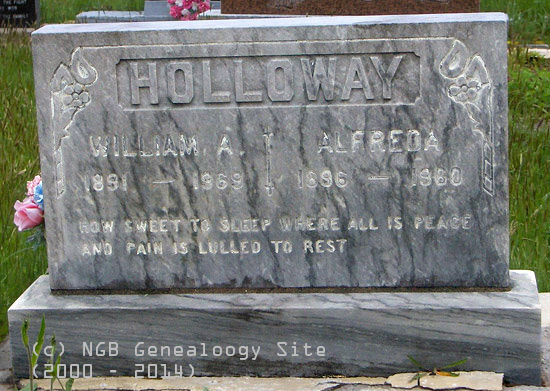 HOLLOWAY
WILLIAM A. ALFREDA
1891 — 1969 1896 — 1980
HOW SWEET TO SLEEP WHERE ALL IS PEACE
AND PAIN IS LULLED TO REST
(c) NGB Genealoogy Site
(2000 - 2014)